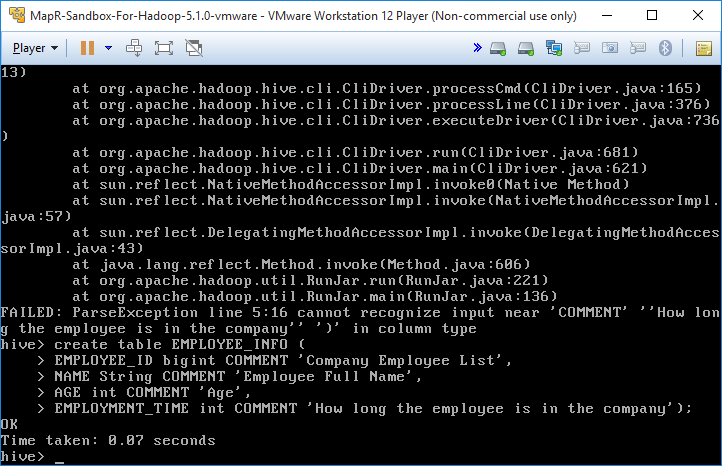 MapR-Sandbox-For-Hadoop-5.1.0-vmware - VMware Workstation 12 Player (Non-commercial use only)
Player
13)
        at org.apache.hadoop.hive.cli.CliDriver.processCmd(CliDriver.java:165)
        at org.apache.hadoop.hive.cli.CliDriver.processLine(CliDriver.java:376)
        at org.apache.hadoop.hive.cli.CliDriver.executeDriver(CliDriver.java:736
)
        at org.apache.hadoop.hive.cli.CliDriver.run(CliDriver.java:681)
        at org.apache.hadoop.hive.cli.CliDriver.main(CliDriver.java:621)
        at sun.reflect.NativeMethodAccessorImpl.invoke0(Native Method)
        at sun.reflect.NativeMethodAccessorImpl.invoke(NativeMethodAccessorImpl.
java:57)
        at sun.reflect.DelegatingMethodAccessorImpl.invoke(DelegatingMethodAcces
sorImpl.java:43)
        at java.lang.reflect.Method.invoke(Method.java:606)
        at org.apache.hadoop.util.RunJar.run(RunJar.java:221)
        at org.apache.hadoop.util.RunJar.main(RunJar.java:136)
FAILED: ParseException line 5:16 cannot recognize input near 'COMMENT' ''How lon
g the employee is in the company'' ')' in column type
hive> create table EMPLOYEE_INFO (
    > EMPLOYEE_ID bigint COMMENT 'Company Employee List',
    > NAME String COMMENT 'Employee Full Name',
    > AGE int COMMENT 'Age',
    > EMPLOYMENT_TIME int COMMENT 'How long the employee is in the company');
OK
Time taken: 0.07 seconds
hive> _